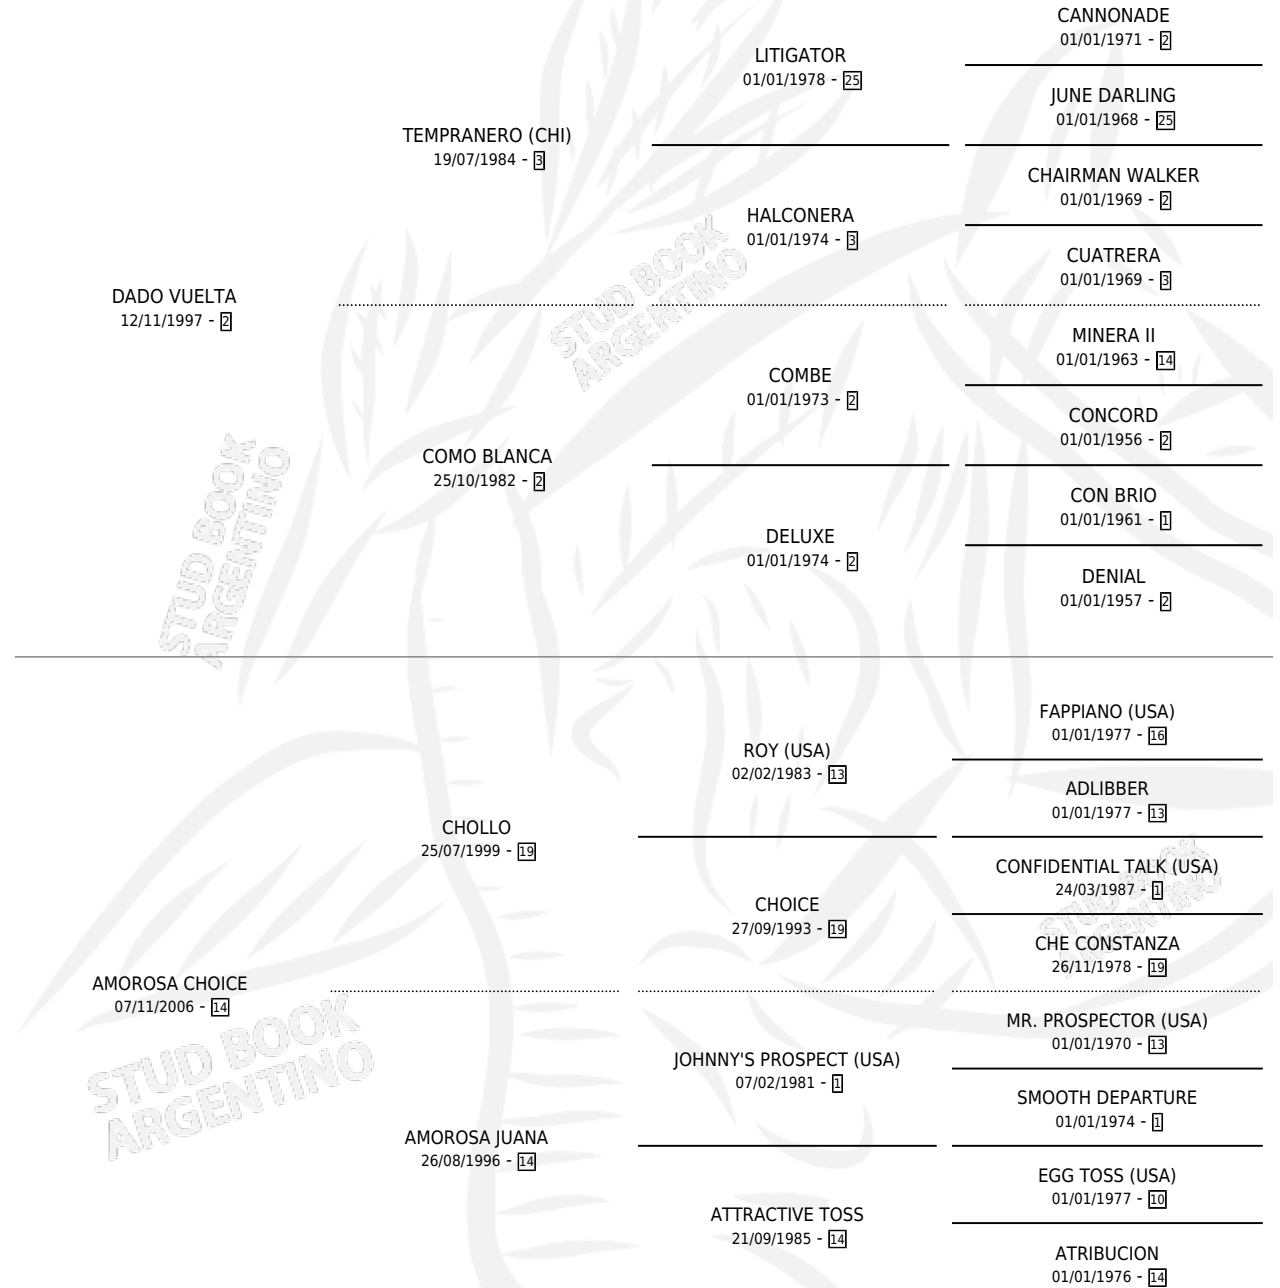 CANNONADE
01/01/1971 - 2
LITIGATOR
01/01/1978 - 25
JUNE DARLING
01/01/1968 - 25
TEMPRANERO (CHI)
19/07/1984 - 3
CHAIRMAN WALKER
01/01/1969 - 2
HALCONERA
01/01/1974 - 3
CUATRERA
01/01/1969 - 3
DADO VUELTA
12/11/1997 - 2
MINERA II
01/01/1963 - 14
COMBE
01/01/1973 - 2
CONCORD
01/01/1956 - 2
COMO BLANCA
25/10/1982 - 2
CON BRIO
01/01/1961 - 1
DELUXE
01/01/1974 - 2
DENIAL
01/01/1957 - 2
FAPPIANO (USA)
01/01/1977 - 16
ROY (USA)
02/02/1983 - 13
ADLIBBER
01/01/1977 - 13
CHOLLO
25/07/1999 - 19
CONFIDENTIAL TALK (USA)
24/03/1987 - 1
CHOICE
27/09/1993 - 19
CHE CONSTANZA
26/11/1978 - 19
AMOROSA CHOICE
07/11/2006 - 14
MR. PROSPECTOR (USA)
01/01/1970 - 13
JOHNNY'S PROSPECT (USA)
07/02/1981 - 1
SMOOTH DEPARTURE
01/01/1974 - 1
AMOROSA JUANA
26/08/1996 - 14
EGG TOSS (USA)
01/01/1977 - 10
ATTRACTIVE TOSS
21/09/1985 - 14
ATRIBUCION
01/01/1976 - 14
STUD BOOK
ARGENTINO
STUD BOOK
ARGENTINO
STUD BOOK
ARGENTINO
STUD BOOK
ARGENTINO